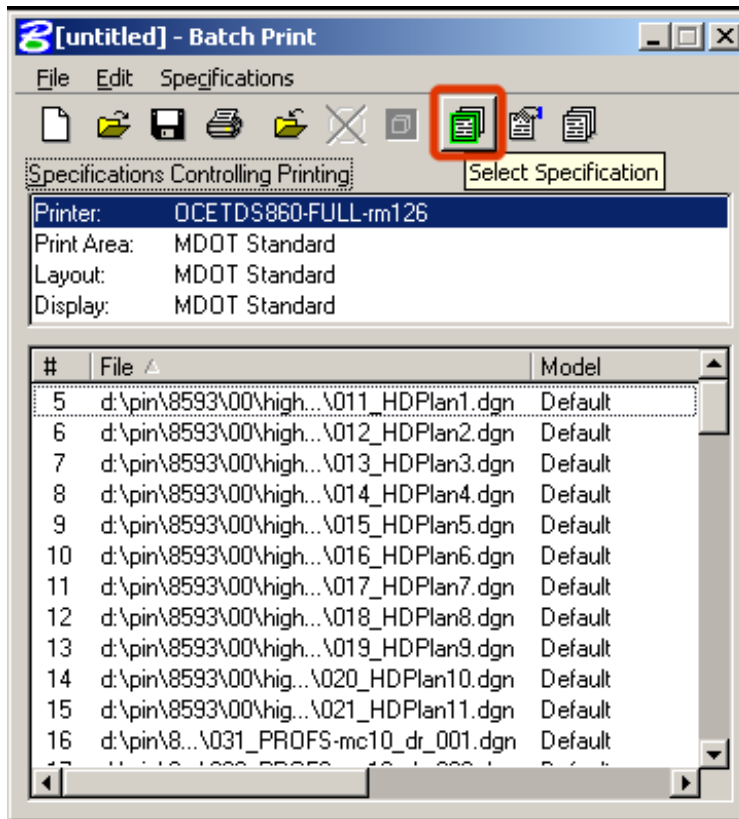 [untitled] - Batch Print
File Edit Specifications
Select Specification
Specifications Controlling Printing
Printer: OCETDS860-FULL-rm126
Print Area: MDOT Standard
Layout: MDOT Standard
Display: MDOT Standard
# File Model
5 d:\pin\8593\00\high...\011_HDPlan1.dgn Default
6 d:\pin\8593\00\high...\012_HDPlan2.dgn Default
7 d:\pin\8593\00\high...\013_HDPlan3.dgn Default
8 d:\pin\8593\00\high...\014_HDPlan4.dgn Default
9 d:\pin\8593\00\high...\015_HDPlan5.dgn Default
10 d:\pin\8593\00\high...\016_HDPlan6.dgn Default
11 d:\pin\8593\00\high...\017_HDPlan7.dgn Default
12 d:\pin\8593\00\high...\018_HDPlan8.dgn Default
13 d:\pin\8593\00\high...\019_HDPlan9.dgn Default
14 d:\pin\8593\00\hig...\020_HDPlan10.dgn Default
15 d:\pin\8593\00\hig...\021_HDPlan11.dgn Default
16 d:\pin\8...\031_PROFS-mc10_dr_001.dgn Default